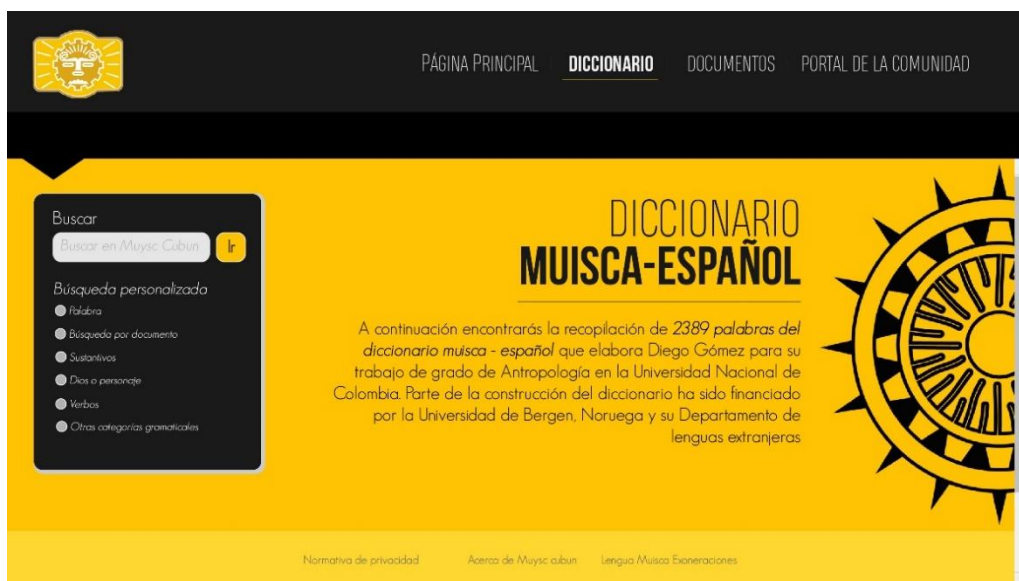 PÁGINA PRINCIPAL DICCIONARIO DOCUMENTOS PORTAL DE LA COMUNIDAD
Buscar
Buscar en Muysc Cubun Ir
Búsqueda personalizada
Palabra
Búsqueda por documento
Sustantivos
Dios o personaje
Verbos
Otras categorías gramaticales
DICCIONARIO
MUISCA-ESPAÑOL
A continuación encontrarás la recopilación de 2389 palabras del
diccionario muisca - español que elabora Diego Gómez para su
trabajo de grado de Antropología en la Universidad Nacional de
Colombia. Parte de la construcción del diccionario ha sido financiado
por la Universidad de Bergen, Noruega y su Departamento de
lenguas extranjeras
Normativa de privacidad Acerca de Muysc cubun Lengua Muisca Exoneraciones